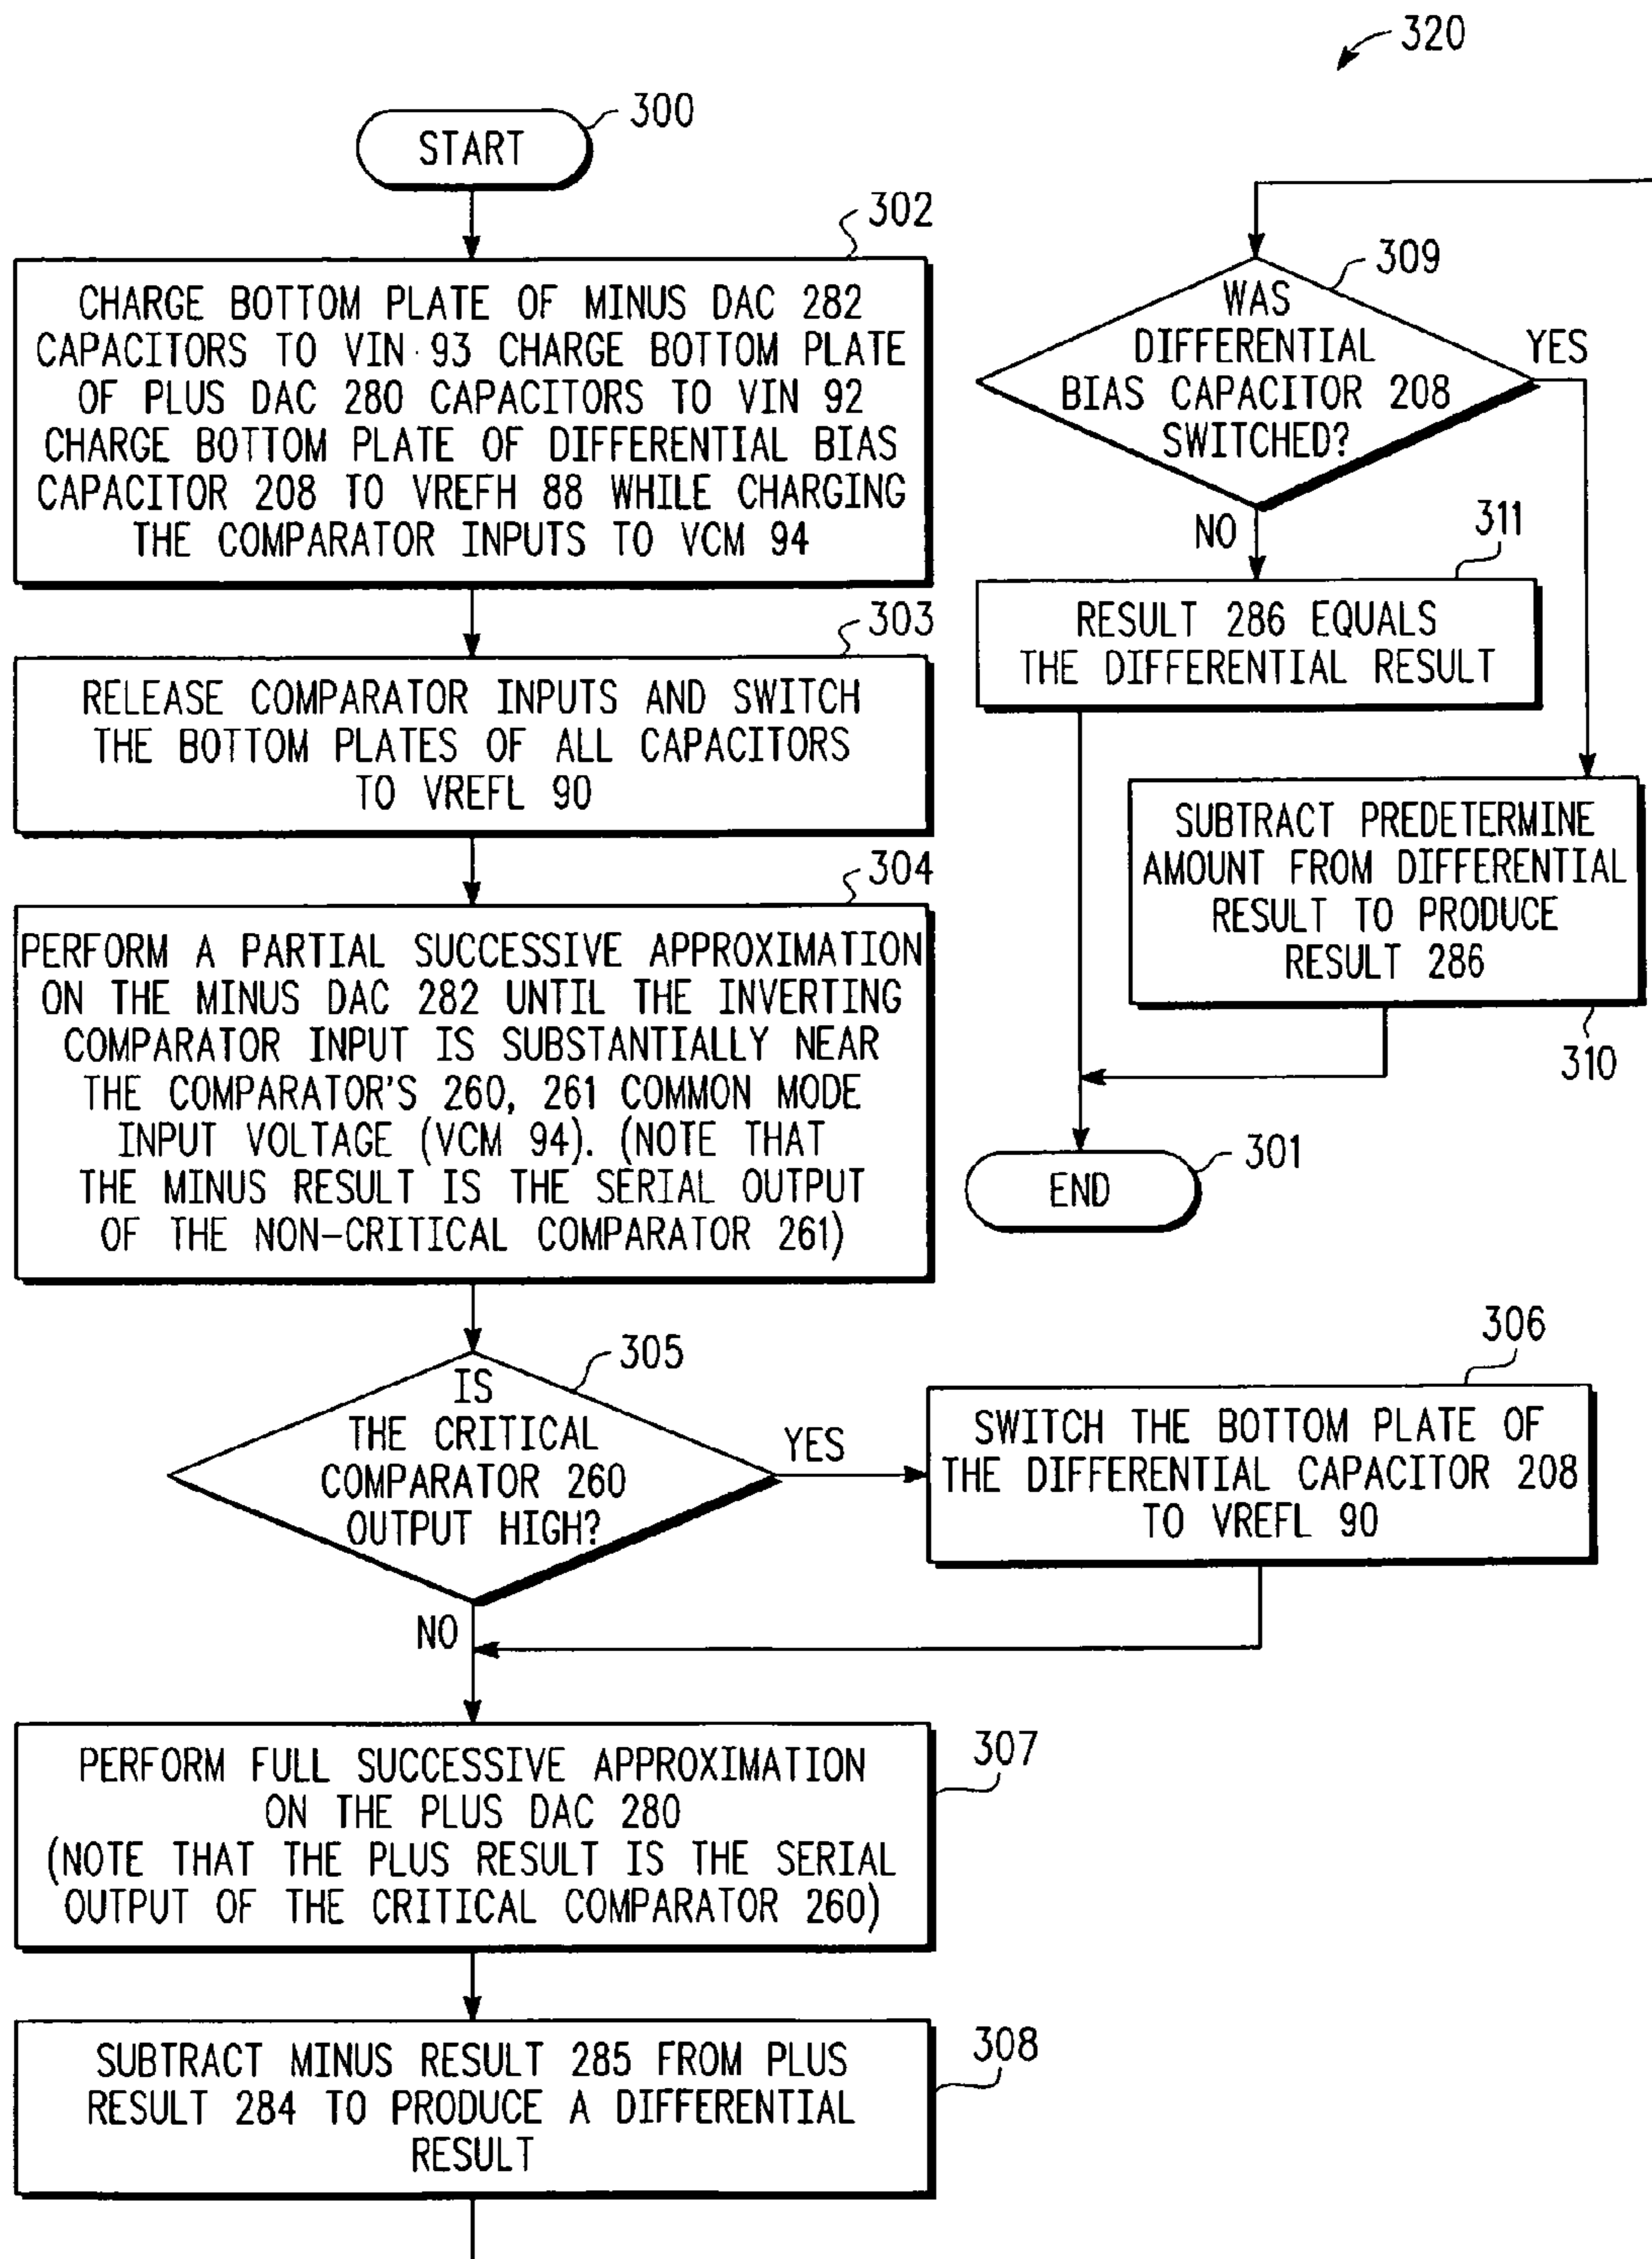 320
START
300
302
CHARGE BOTTOM PLATE OF MINUS DAC 282
CAPACITORS TO VIN 93 CHARGE BOTTOM PLATE
OF PLUS DAC 280 CAPACITORS TO VIN 92
CHARGE BOTTOM PLATE OF DIFFERENTIAL BIAS
CAPACITOR 208 TO VREFH 88 WHILE CHARGING
THE COMPARATOR INPUTS TO VCM 94
303
RELEASE COMPARATOR INPUTS AND SWITCH
THE BOTTOM PLATES OF ALL CAPACITORS
TO VREFL 90
304
PERFORM A PARTIAL SUCCESSIVE APPROXIMATION
ON THE MINUS DAC 282 UNTIL THE INVERTING
COMPARATOR INPUT IS SUBSTANTIALLY NEAR
THE COMPARATOR'S 260, 261 COMMON MODE
INPUT VOLTAGE (VCM 94). (NOTE THAT
THE MINUS RESULT IS THE SERIAL OUTPUT
OF THE NON-CRITICAL COMPARATOR 261)
305
IS
THE CRITICAL
COMPARATOR 260
OUTPUT HIGH?
YES
NO
306
SWITCH THE BOTTOM PLATE OF
THE DIFFERENTIAL CAPACITOR 208
TO VREFL 90
307
PERFORM FULL SUCCESSIVE APPROXIMATION
ON THE PLUS DAC 280
(NOTE THAT THE PLUS RESULT IS THE SERIAL
OUTPUT OF THE CRITICAL COMPARATOR 260)
308
SUBTRACT MINUS RESULT 285 FROM PLUS
RESULT 284 TO PRODUCE A DIFFERENTIAL
RESULT
309
WAS
DIFFERENTIAL
BIAS CAPACITOR 208
SWITCHED?
YES
NO
311
RESULT 286 EQUALS
THE DIFFERENTIAL RESULT
SUBTRACT PREDETERMINE
AMOUNT FROM DIFFERENTIAL
RESULT TO PRODUCE
RESULT 286
310
301
END